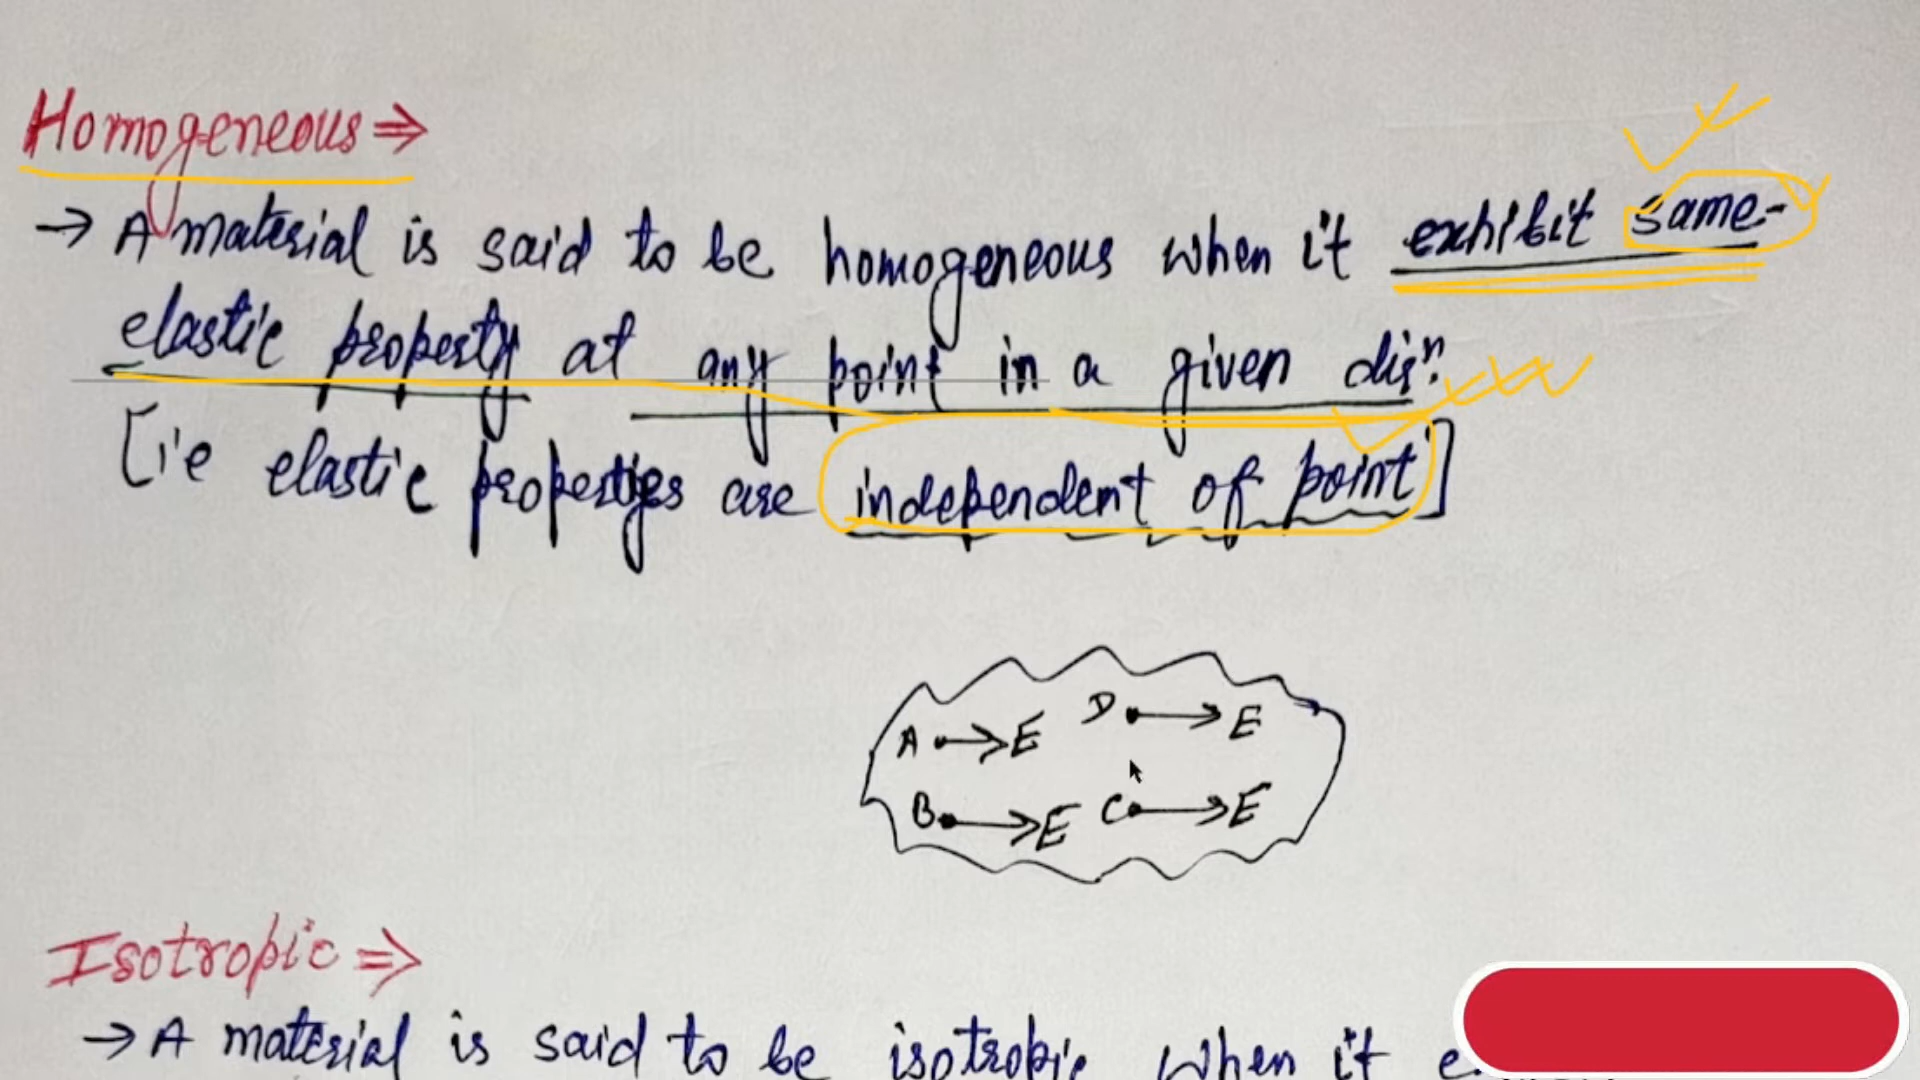 Homogeneous ⇒
→ A material is said to be homogeneous when it exhibit same-
elastic property at any point in a given dirⁿ.
[i'e elastic properties are independent of point]
A •→ E D •→ E
B •→ E C •→ E
Isotropic ⇒
→ A material is said to be isotropic when it